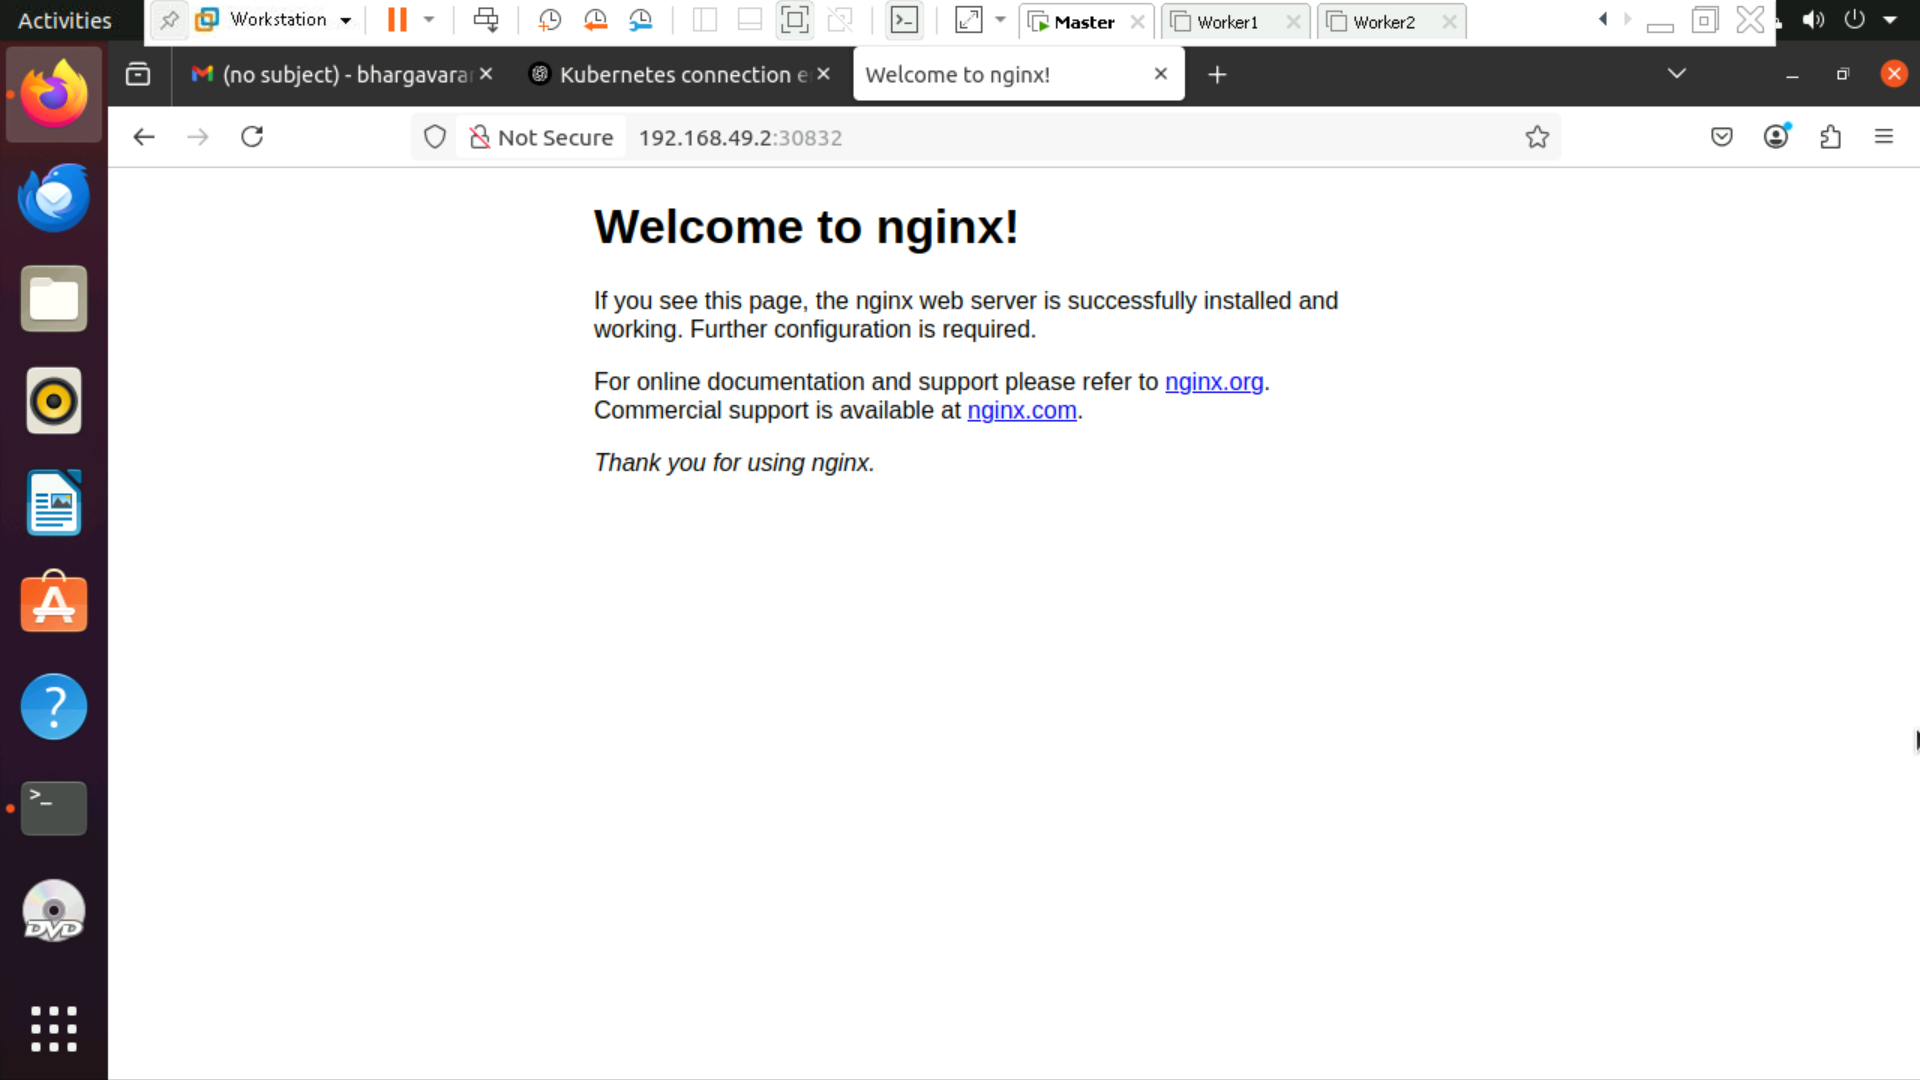 Activities
Workstation
Master
Worker1
Worker2
(no subject) - bhargavarar
Kubernetes connection e
Welcome to nginx!
Not Secure
192.168.49.2:30832
Welcome to nginx!
If you see this page, the nginx web server is successfully installed and
working. Further configuration is required.
For online documentation and support please refer to nginx.org.
Commercial support is available at nginx.com.
Thank you for using nginx.
DVD